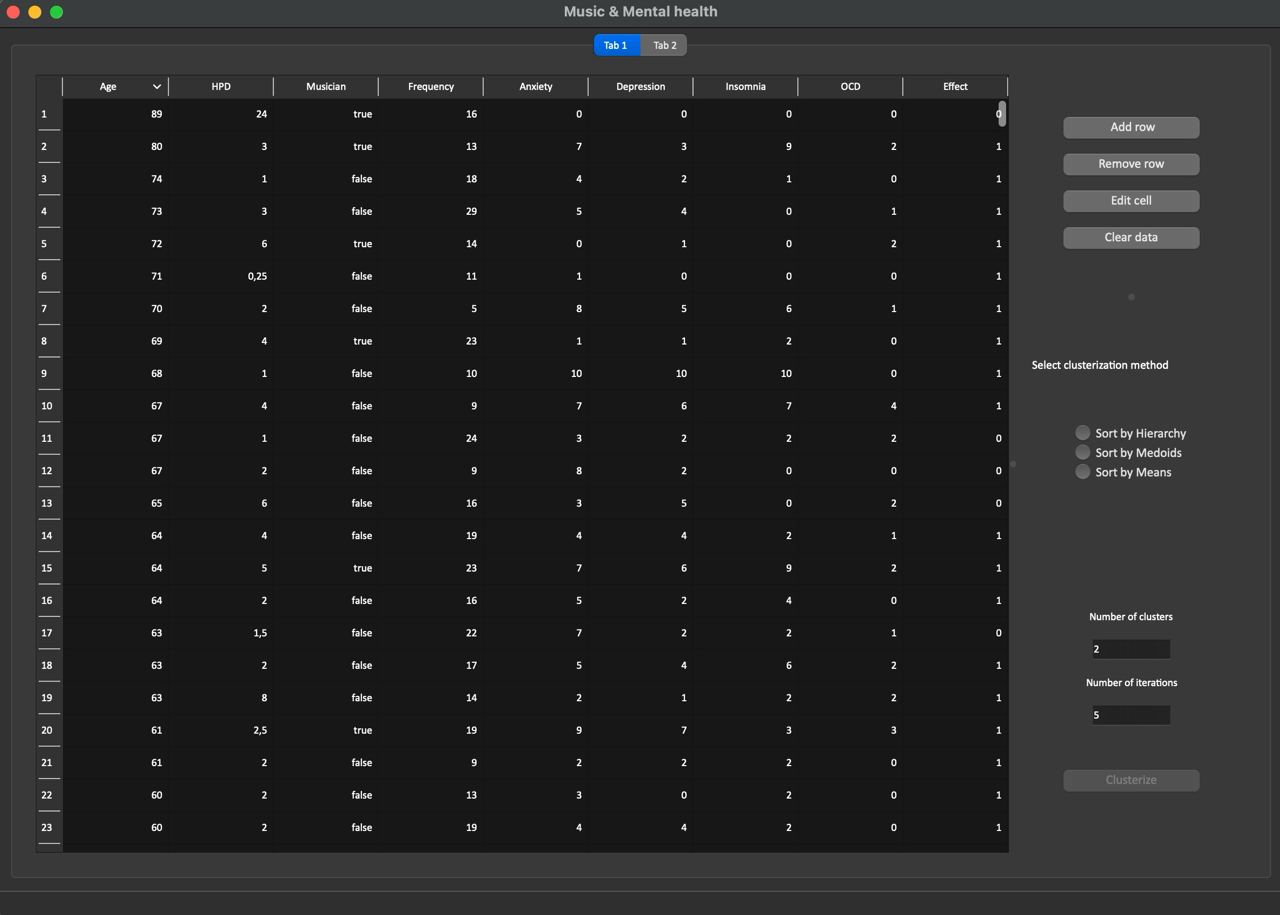 Music & Mental health
Tab 1 Tab 2
Age HPD Musician Frequency Anxiety Depression Insomnia OCD Effect
1 89 24 true 16 0 0 0 0 0
2 80 3 true 13 7 3 9 2 1
3 74 1 false 18 4 2 1 0 1
4 73 3 false 29 5 4 0 1 1
5 72 6 true 14 0 1 0 2 1
6 71 0,25 false 11 1 0 0 0 1
7 70 2 false 5 8 5 6 1 1
8 69 4 true 23 1 1 2 0 1
9 68 1 false 10 10 10 10 0 1
10 67 4 false 9 7 6 7 4 1
11 67 1 false 24 3 2 2 2 0
12 67 2 false 9 8 2 0 0 0
13 65 6 false 16 3 5 0 2 0
14 64 4 false 19 4 4 2 1 1
15 64 5 true 23 7 6 9 2 1
16 64 2 false 16 5 2 4 0 1
17 63 1,5 false 22 7 2 2 1 0
18 63 2 false 17 5 4 6 2 1
19 63 8 false 14 2 1 2 2 1
20 61 2,5 true 19 9 7 3 3 1
21 61 2 false 9 2 2 2 0 1
22 60 2 false 13 3 0 2 0 1
23 60 2 false 19 4 4 2 0 1
Add row
Remove row
Edit cell
Clear data
Select clusterization method
Sort by Hierarchy
Sort by Medoids
Sort by Means
Number of clusters
2
Number of iterations
5
Clusterize